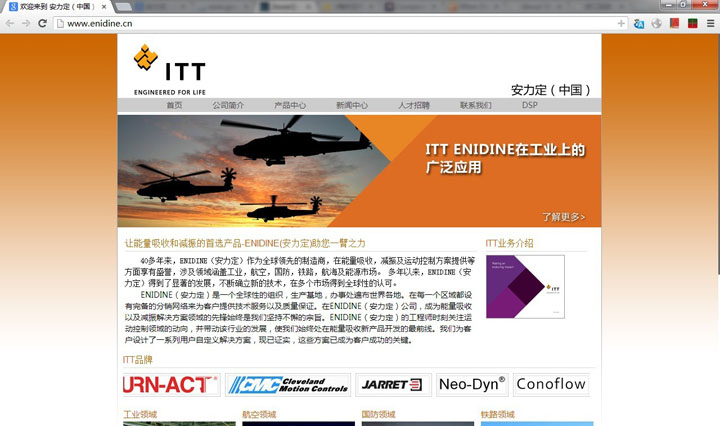 欢迎来到 安力定（中国）
www.enidine.cn
ITT
ENGINEERED FOR LIFE
安力定（中国）
首页 公司简介 产品中心 新闻中心 人才招聘 联系我们 DSP
ITT ENIDINE在工业上的
广泛应用
了解更多>
让能量吸收和减振的首选产品-ENIDINE(安力定)助您一臂之力
40多年来，ENIDINE（安力定）作为全球领先的制造商，在能量吸收，减振及运动控制方案提供等
方面享有盛誉，涉及领域涵盖工业，航空，国防，铁路，航海及能源市场。 多年以来，ENIDINE（安
力定）得到了显著的发展，不断确立新的技术，在多个市场得到全球性的认可。
ENIDINE（安力定）是一个全球性的组织，生产基地，办事处遍布世界各地。在每一个区域都设
有完备的分销网络来为客户提供技术服务以及质量保证。在ENIDINE（安力定）公司，成为能量吸收
以及减振解决方案领域的先锋始终是我们坚持不懈的宗旨。ENIDINE（安力定）的工程师时刻关注运
动控制领域的动向，并带动该行业的发展，使我们始终处在能量吸收新产品开发的最前线。我们为客
户设计了一系列用户自定义解决方案，现已证实，这些方案已成为客户成功的关键。
ITT业务介绍
ITT
ITT品牌
URN-ACT®
CMC Cleveland
Motion Controls
JARRET
Neo-Dyn®
Conoflow
工业领域 航空领域 国防领域 铁路领域